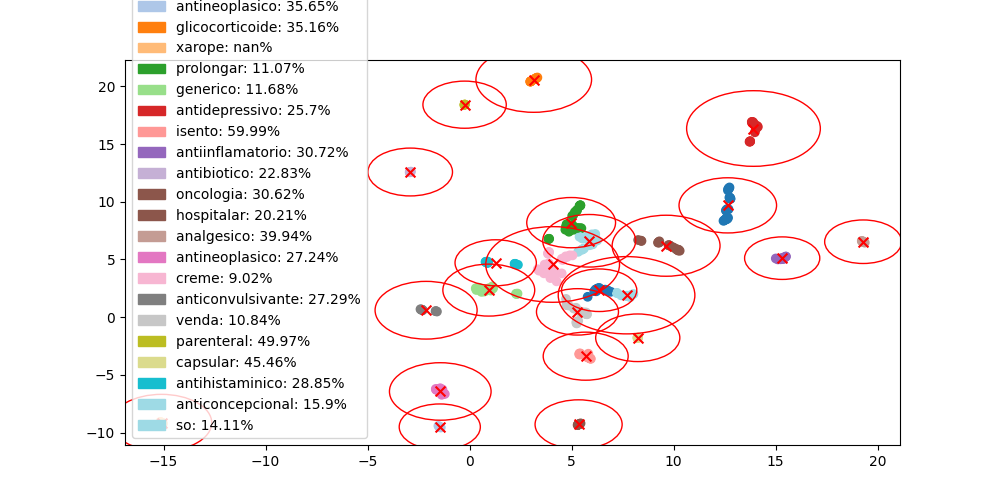 antineoplasico: 35.65%
glicocorticoide: 35.16%
xarope: nan%
prolongar: 11.07%
generico: 11.68%
antidepressivo: 25.7%
isento: 59.99%
antiinflamatorio: 30.72%
antibiotico: 22.83%
oncologia: 30.62%
hospitalar: 20.21%
analgesico: 39.94%
antineoplasico: 27.24%
creme: 9.02%
anticonvulsivante: 27.29%
venda: 10.84%
parenteral: 49.97%
capsular: 45.46%
antihistaminico: 28.85%
anticoncepcional: 15.9%
so: 14.11%
20
15
10
5
0
−5
−10
−15 −10 −5 0 5 10 15 20